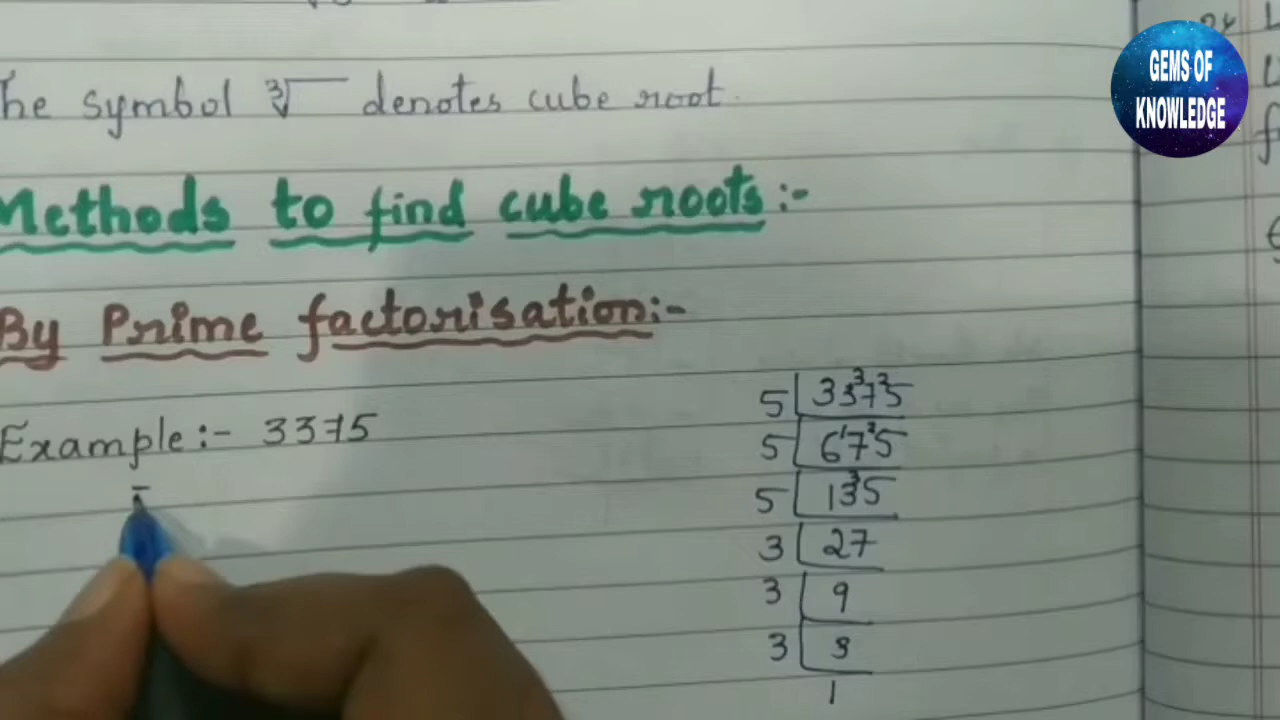 The symbol ∛ denotes cube root.
Methods to find cube roots:-
By Prime factorisation:-
Example:- 3375
5 | 3375
5 | 675
5 | 135
3 | 27
3 | 9
3 | 3
1
GEMS OF
KNOWLEDGE